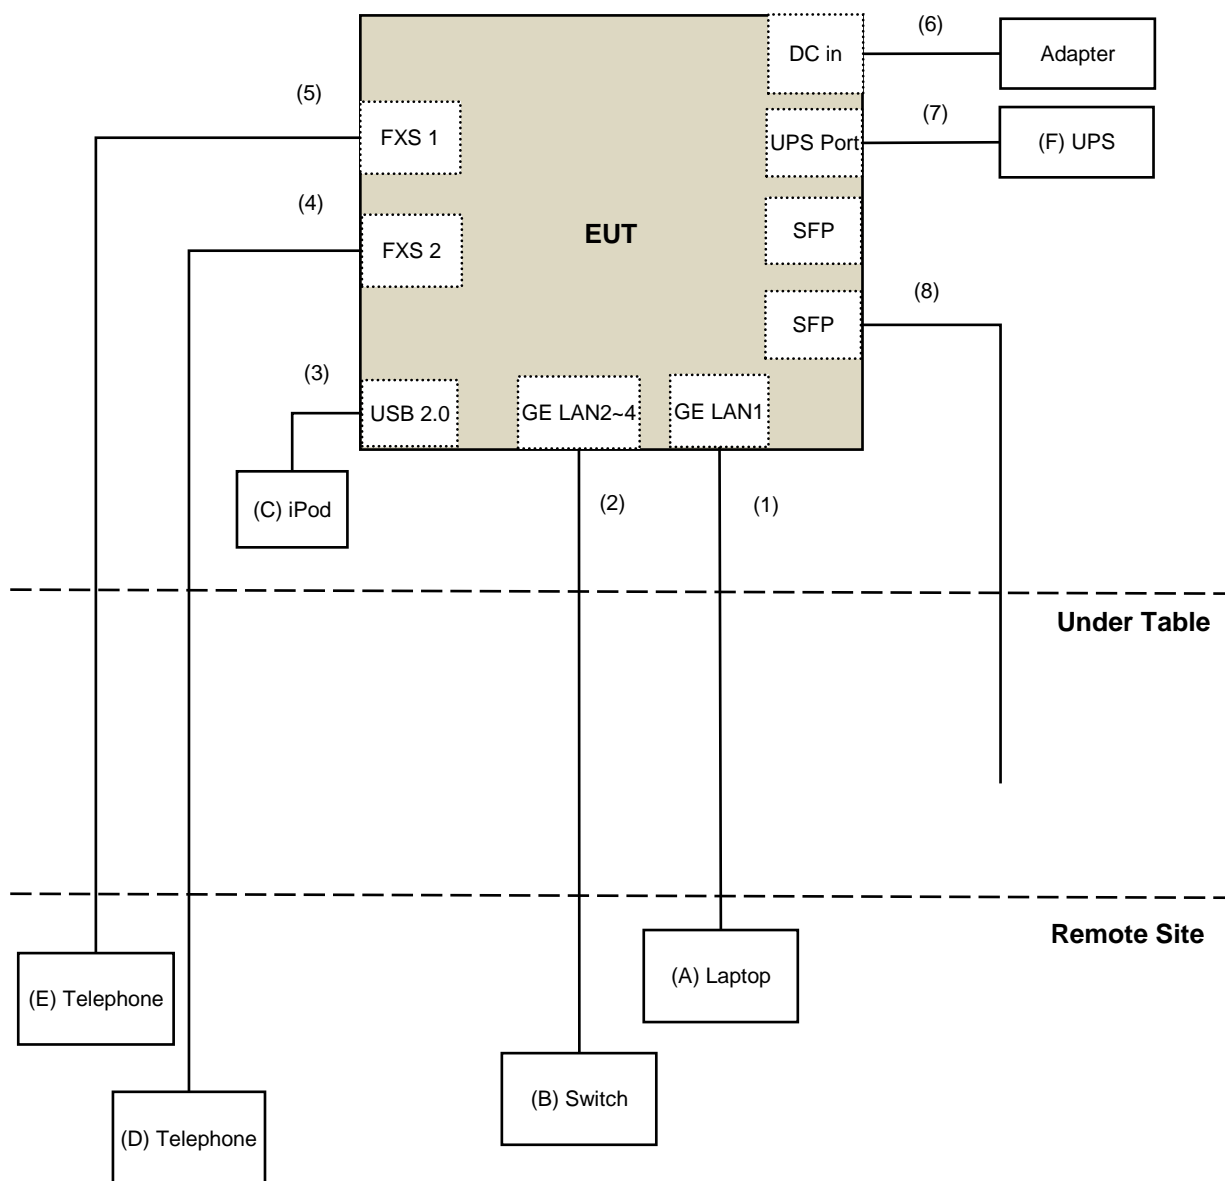 (6)
DC in
Adapter
(5)
(7)
FXS 1
UPS Port
(F) UPS
(4)
FXS 2
EUT
SFP
(8)
SFP
(3)
USB 2.0
GE LAN2~4
GE LAN1
(C) iPod
(2)
(1)
Under Table
Remote Site
(E) Telephone
(A) Laptop
(B) Switch
(D) Telephone